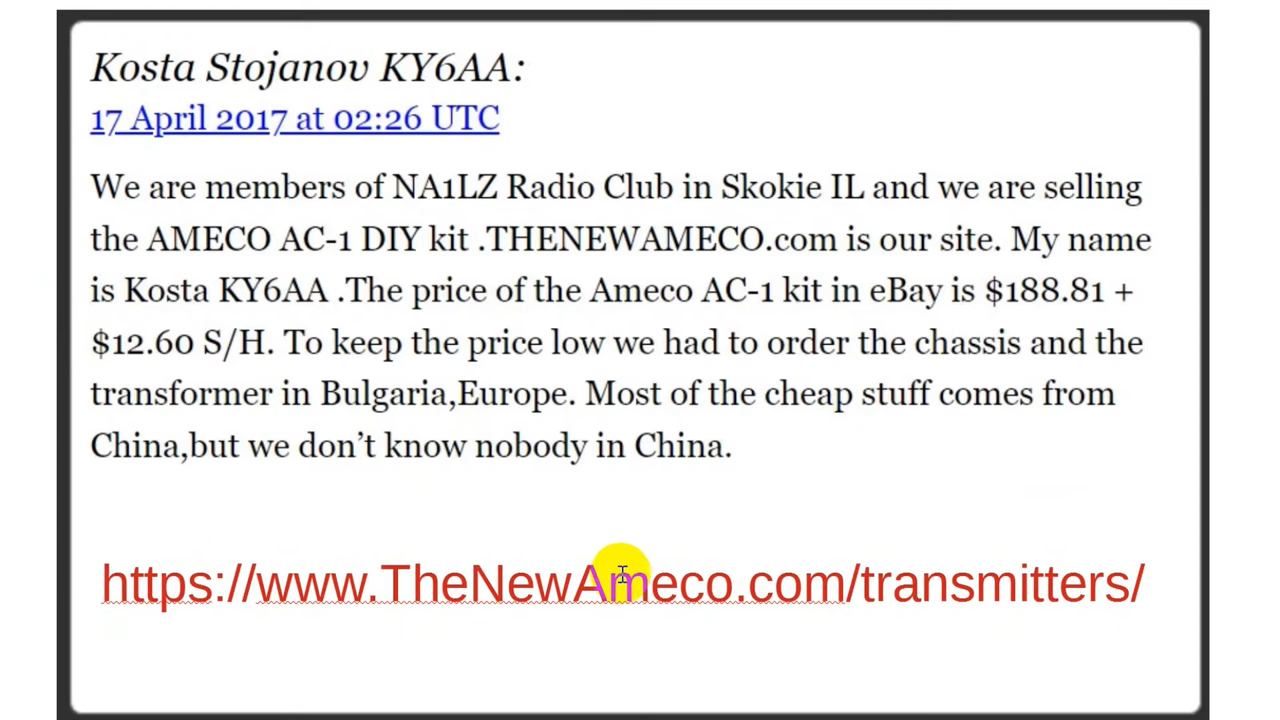 Kosta Stojanov KY6AA:
17 April 2017 at 02:26 UTC
We are members of NA1LZ Radio Club in Skokie IL and we are selling
the AMECO AC-1 DIY kit .THENEWAMECO.com is our site. My name
is Kosta KY6AA .The price of the Ameco AC-1 kit in eBay is $188.81 +
$12.60 S/H. To keep the price low we had to order the chassis and the
transformer in Bulgaria,Europe. Most of the cheap stuff comes from
China,but we don’t know nobody in China.
https://www.TheNewAmeco.com/transmitters/